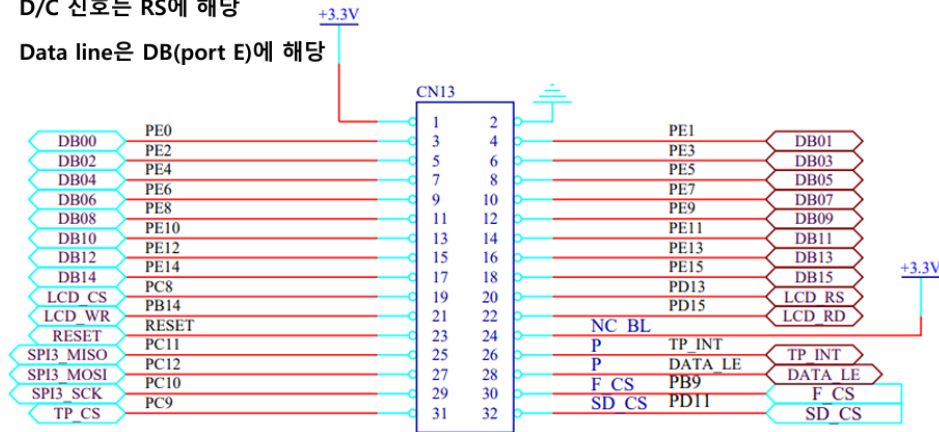 D/C 신호는 RS에 해당
Data line은 DB(port E)에 해당
+3.3V
CN13
1 2
DB00 PE0 3 4 PE1 DB01
DB02 PE2 5 6 PE3 DB03
DB04 PE4 7 8 PE5 DB05
DB06 PE6 9 10 PE7 DB07
DB08 PE8 11 12 PE9 DB09
DB10 PE10 13 14 PE11 DB11
DB12 PE12 15 16 PE13 DB13
DB14 PE14 17 18 PE15 DB15
+3.3V
LCD_CS PC8 19 20 PD13 LCD_RS
LCD_WR PB14 21 22 PD15 LCD_RD
RESET RESET 23 24 NC BL
SPI3_MISO PC11 25 26 P TP_INT TP_INT
SPI3_MOSI PC12 27 28 P DATA_LE DATA_LE
SPI3_SCK PC10 29 30 F_CS PB9 F_CS
TP_CS PC9 31 32 SD_CS PD11 SD_CS